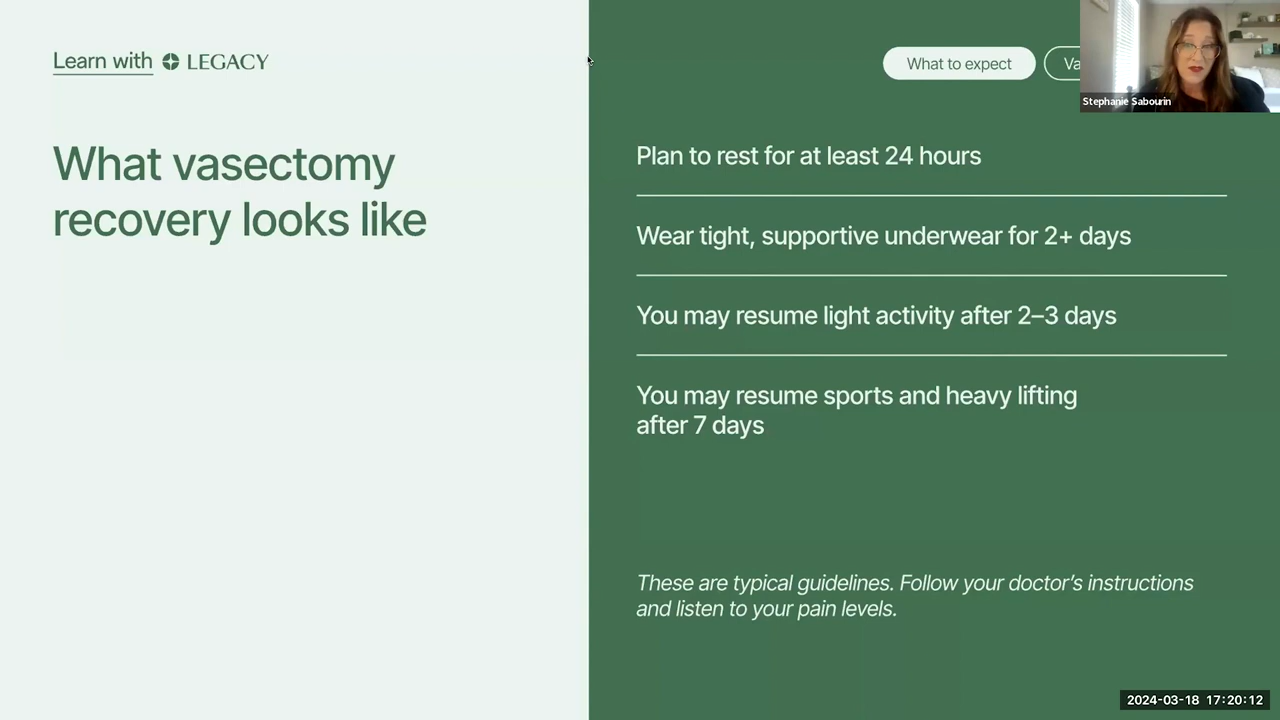 Learn with LEGACY
What to expect
Va
Stephanie Sabourin
What vasectomy
recovery looks like
Plan to rest for at least 24 hours
Wear tight, supportive underwear for 2+ days
You may resume light activity after 2–3 days
You may resume sports and heavy lifting
after 7 days
These are typical guidelines. Follow your doctor’s instructions
and listen to your pain levels.
2024-03-18 17:20:12